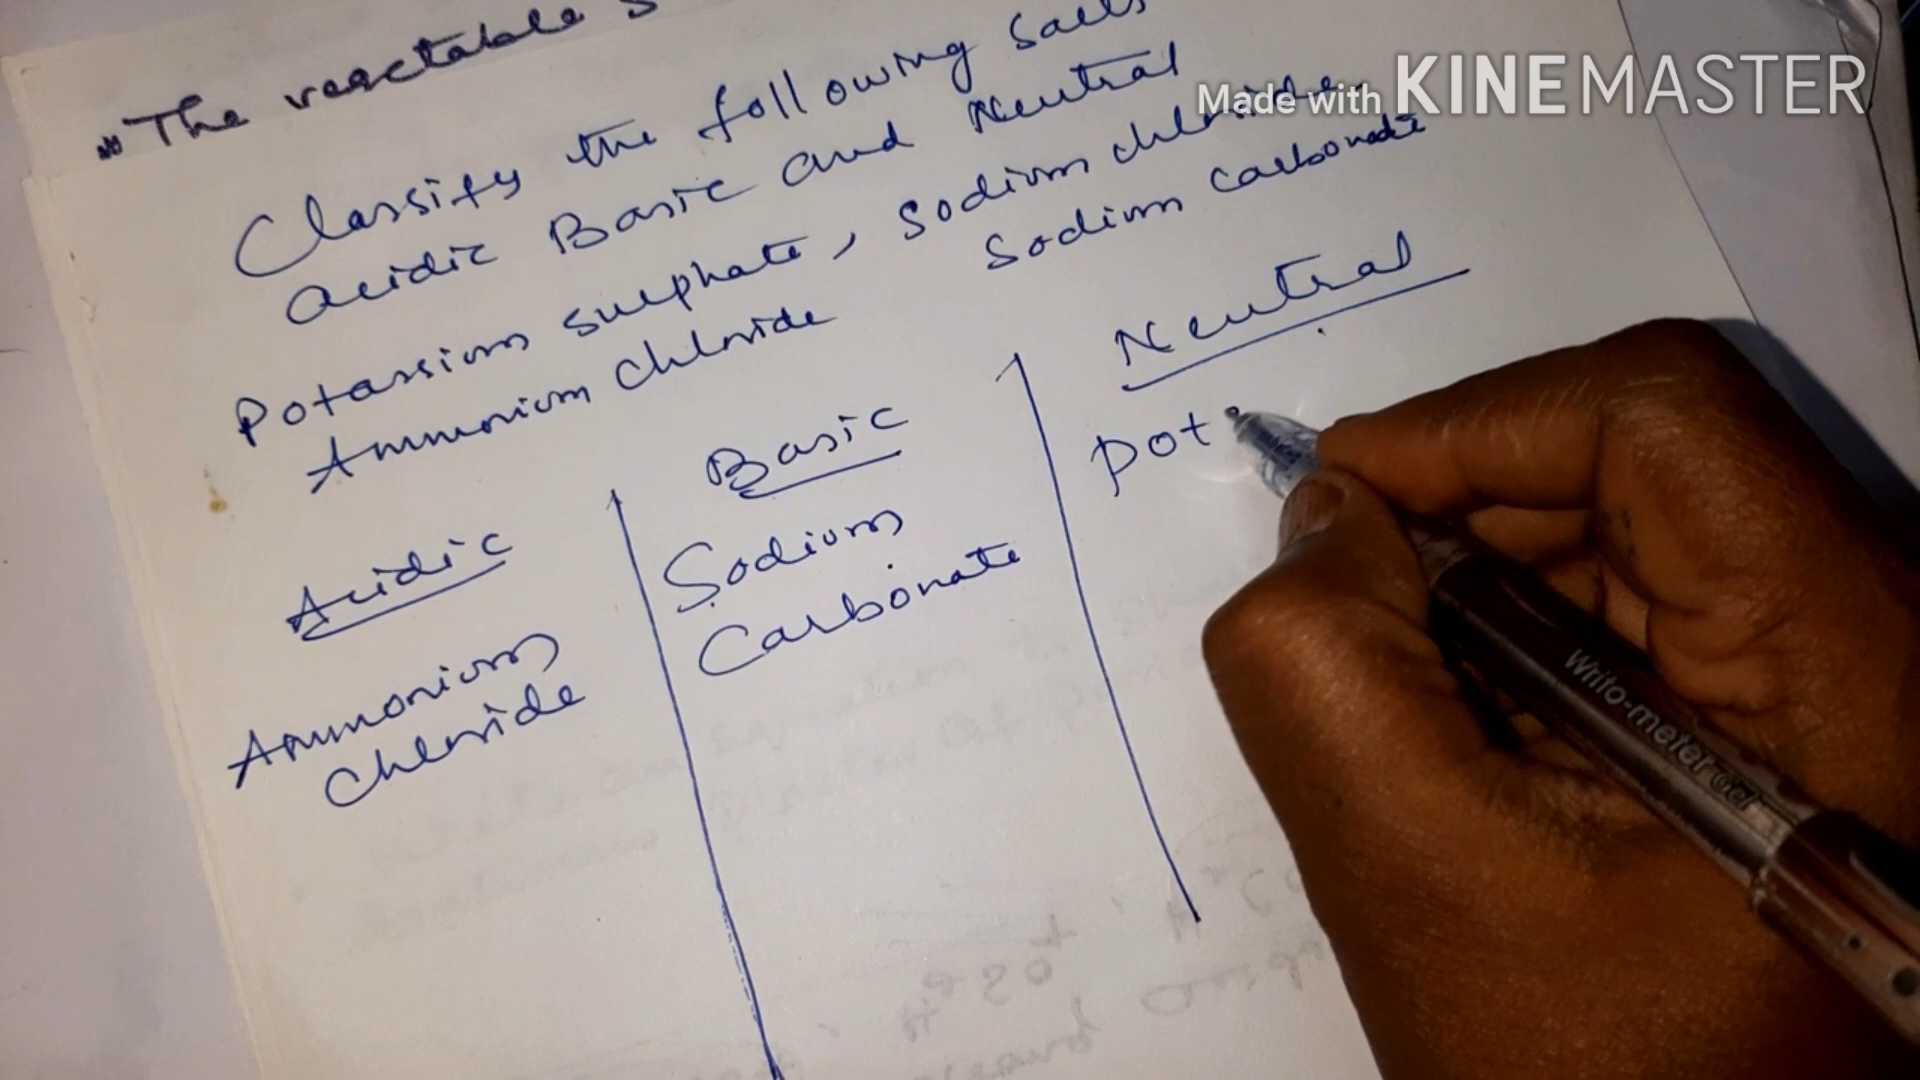 "The reactable s
Classify the following salts
acidic Basic and Neutral
Potassium sulphate, Sodium chloride.
Ammonium chloride Sodium carbonate
Acidic
Ammonium
chloride
Basic
Sodium
Carbonate
Neutral
pot
Made with KINEMASTER
Writo-meter Gel